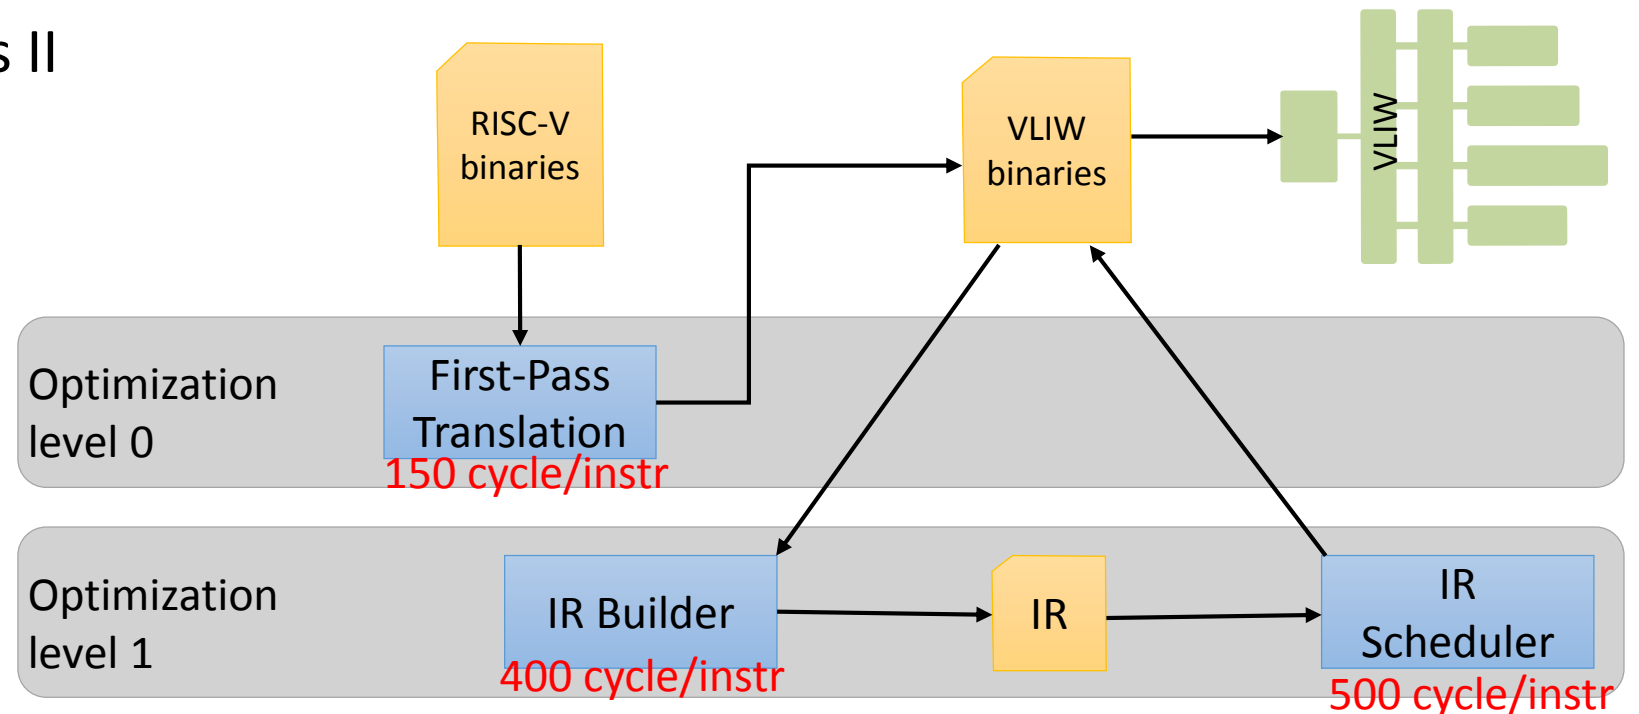 s II
RISC-V
binaries
VLIW
binaries
VLIW
Optimization
level 0
First-Pass
Translation
150 cycle/instr
Optimization
level 1
IR Builder
400 cycle/instr
IR
IR
Scheduler
500 cycle/instr